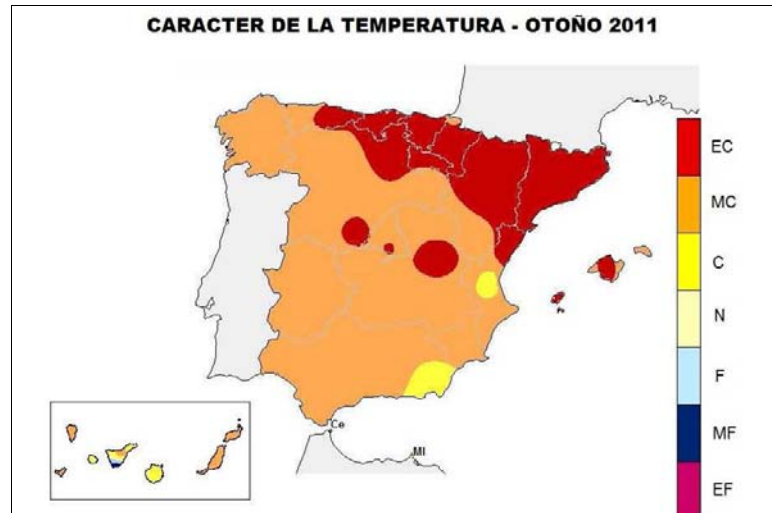 CARACTER DE LA TEMPERATURA - OTOÑO 2011
EC
MC
C
N
F
MF
EF
Ce
Ml